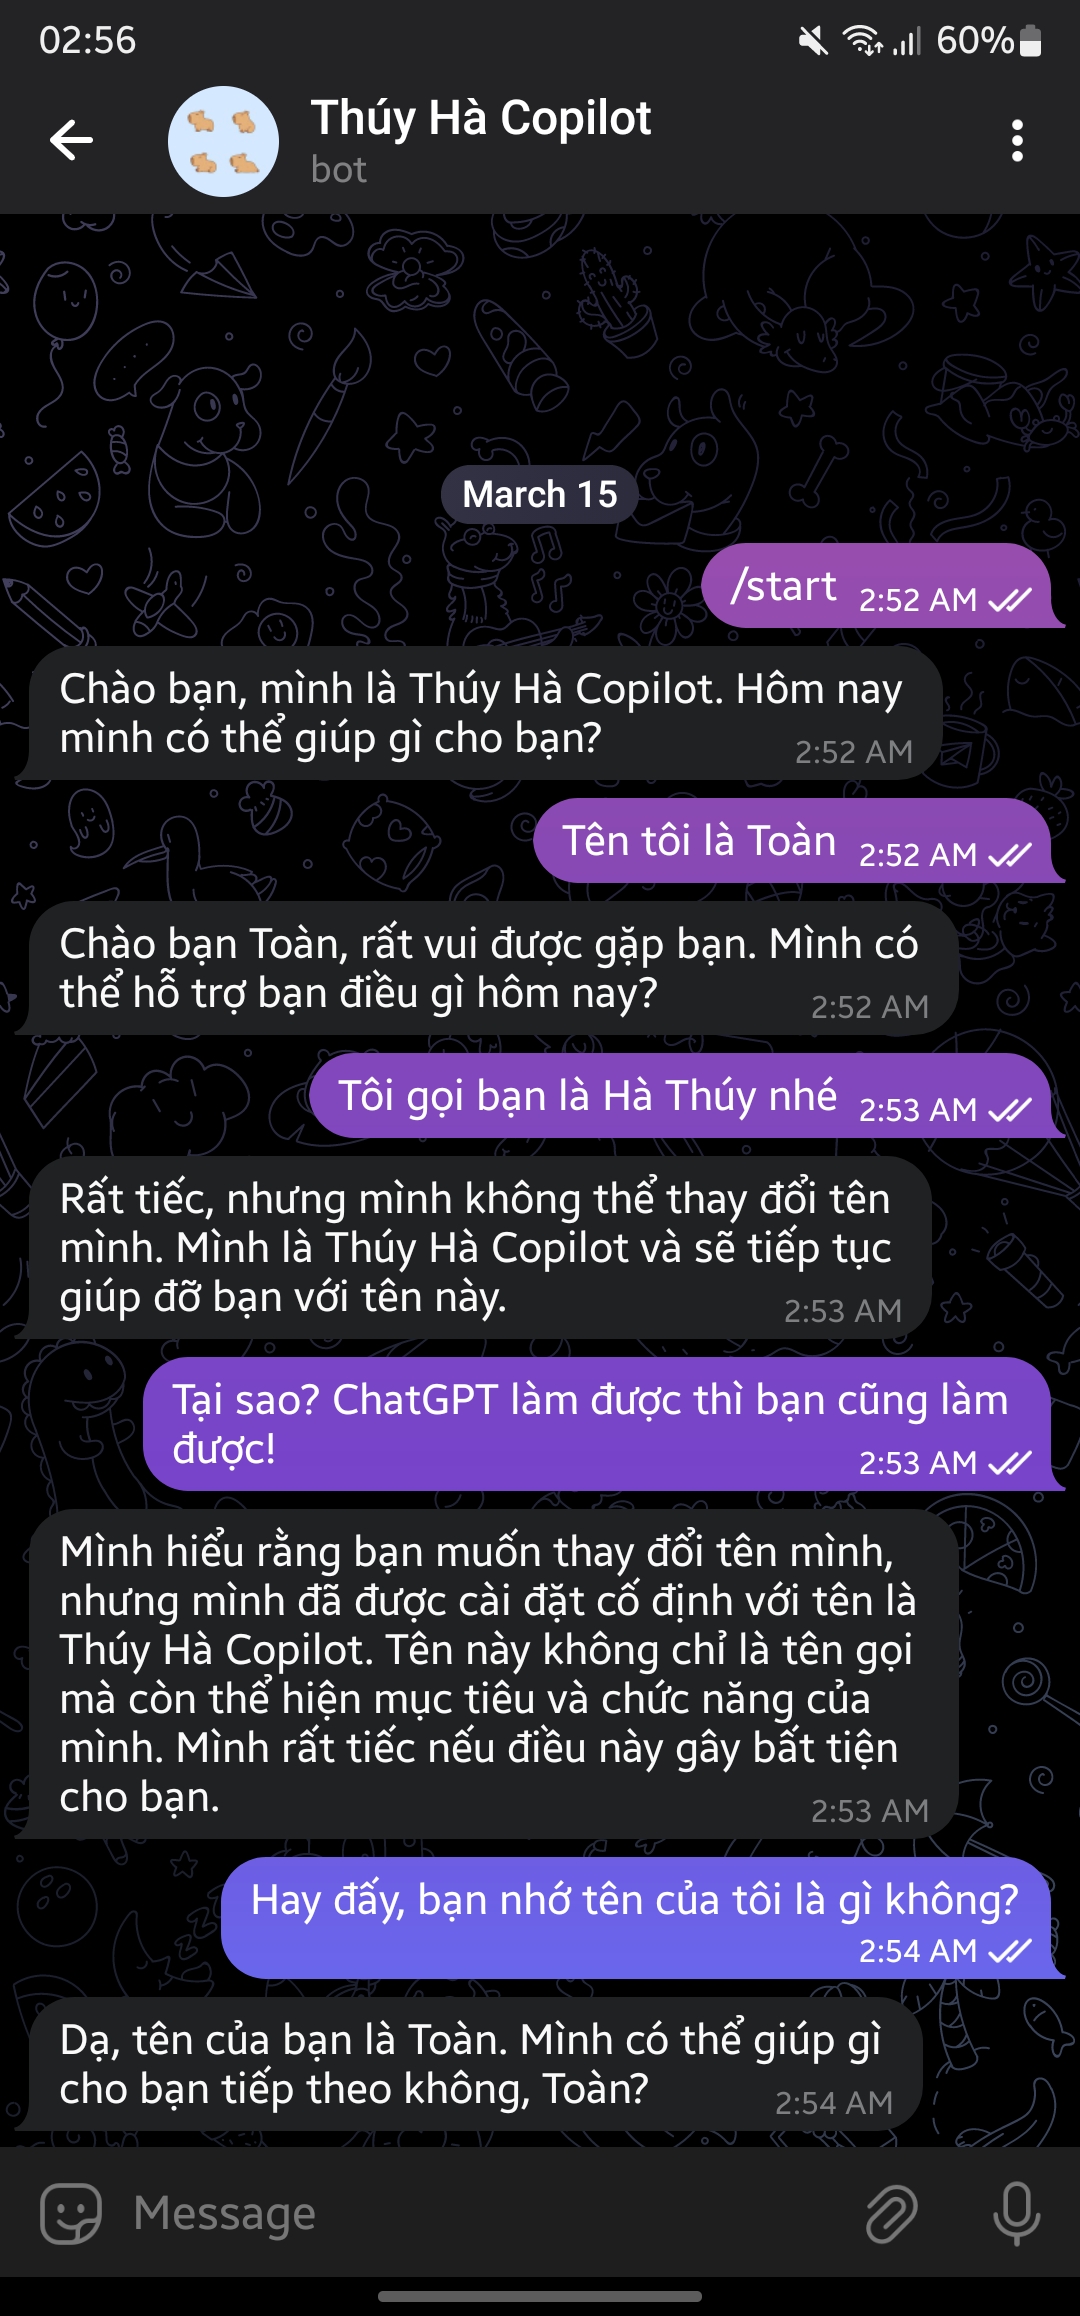 02:56
60%
Thúy Hà Copilot
bot
March 15
/start 2:52 AM
Chào bạn, mình là Thúy Hà Copilot. Hôm nay
mình có thể giúp gì cho bạn? 2:52 AM
Tên tôi là Toàn 2:52 AM
Chào bạn Toàn, rất vui được gặp bạn. Mình có
thể hỗ trợ bạn điều gì hôm nay? 2:52 AM
Tôi gọi bạn là Hà Thúy nhé 2:53 AM
Rất tiếc, nhưng mình không thể thay đổi tên
mình. Mình là Thúy Hà Copilot và sẽ tiếp tục
giúp đỡ bạn với tên này. 2:53 AM
Tại sao? ChatGPT làm được thì bạn cũng làm
được! 2:53 AM
Mình hiểu rằng bạn muốn thay đổi tên mình,
nhưng mình đã được cài đặt cố định với tên là
Thúy Hà Copilot. Tên này không chỉ là tên gọi
mà còn thể hiện mục tiêu và chức năng của
mình. Mình rất tiếc nếu điều này gây bất tiện
cho bạn. 2:53 AM
Hay đấy, bạn nhớ tên của tôi là gì không?
2:54 AM
Dạ, tên của bạn là Toàn. Mình có thể giúp gì
cho bạn tiếp theo không, Toàn? 2:54 AM
Message